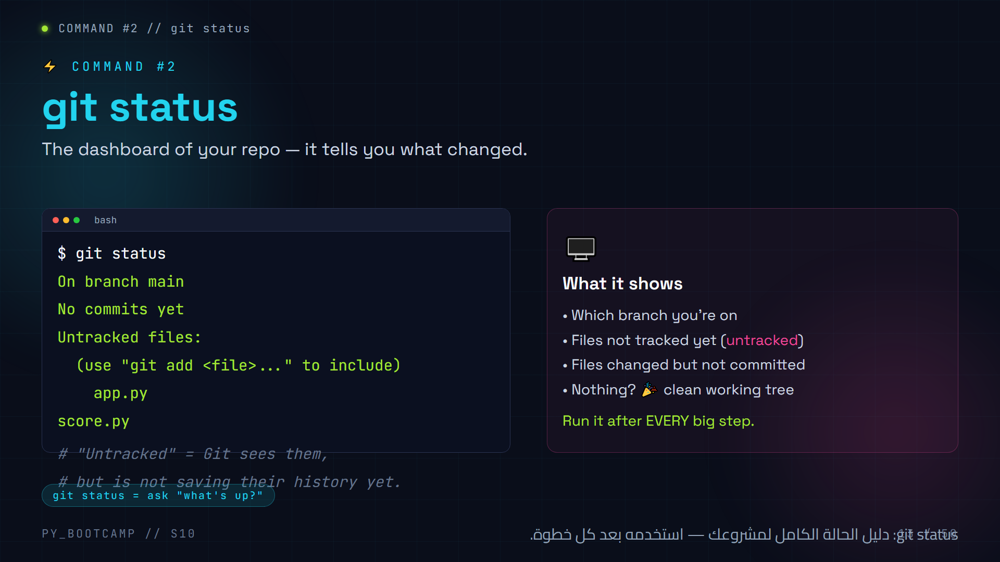 COMMAND #2 // git status
⚡ COMMAND #2
git status
The dashboard of your repo — it tells you what changed.
bash
$ git status
On branch main
No commits yet
Untracked files:
  (use "git add <file>..." to include)
    app.py
score.py
# "Untracked" = Git sees them,
# but is not saving their history yet.
What it shows
• Which branch you're on
• Files not tracked yet (untracked)
• Files changed but not committed
• Nothing? 🎉 clean working tree
Run it after EVERY big step.
git status = ask "what's up?"
PY_BOOTCAMP // S10
git status: دليل الحالة الكامل لمشروعك — استخدمه بعد كل خطوة.
13 / 50